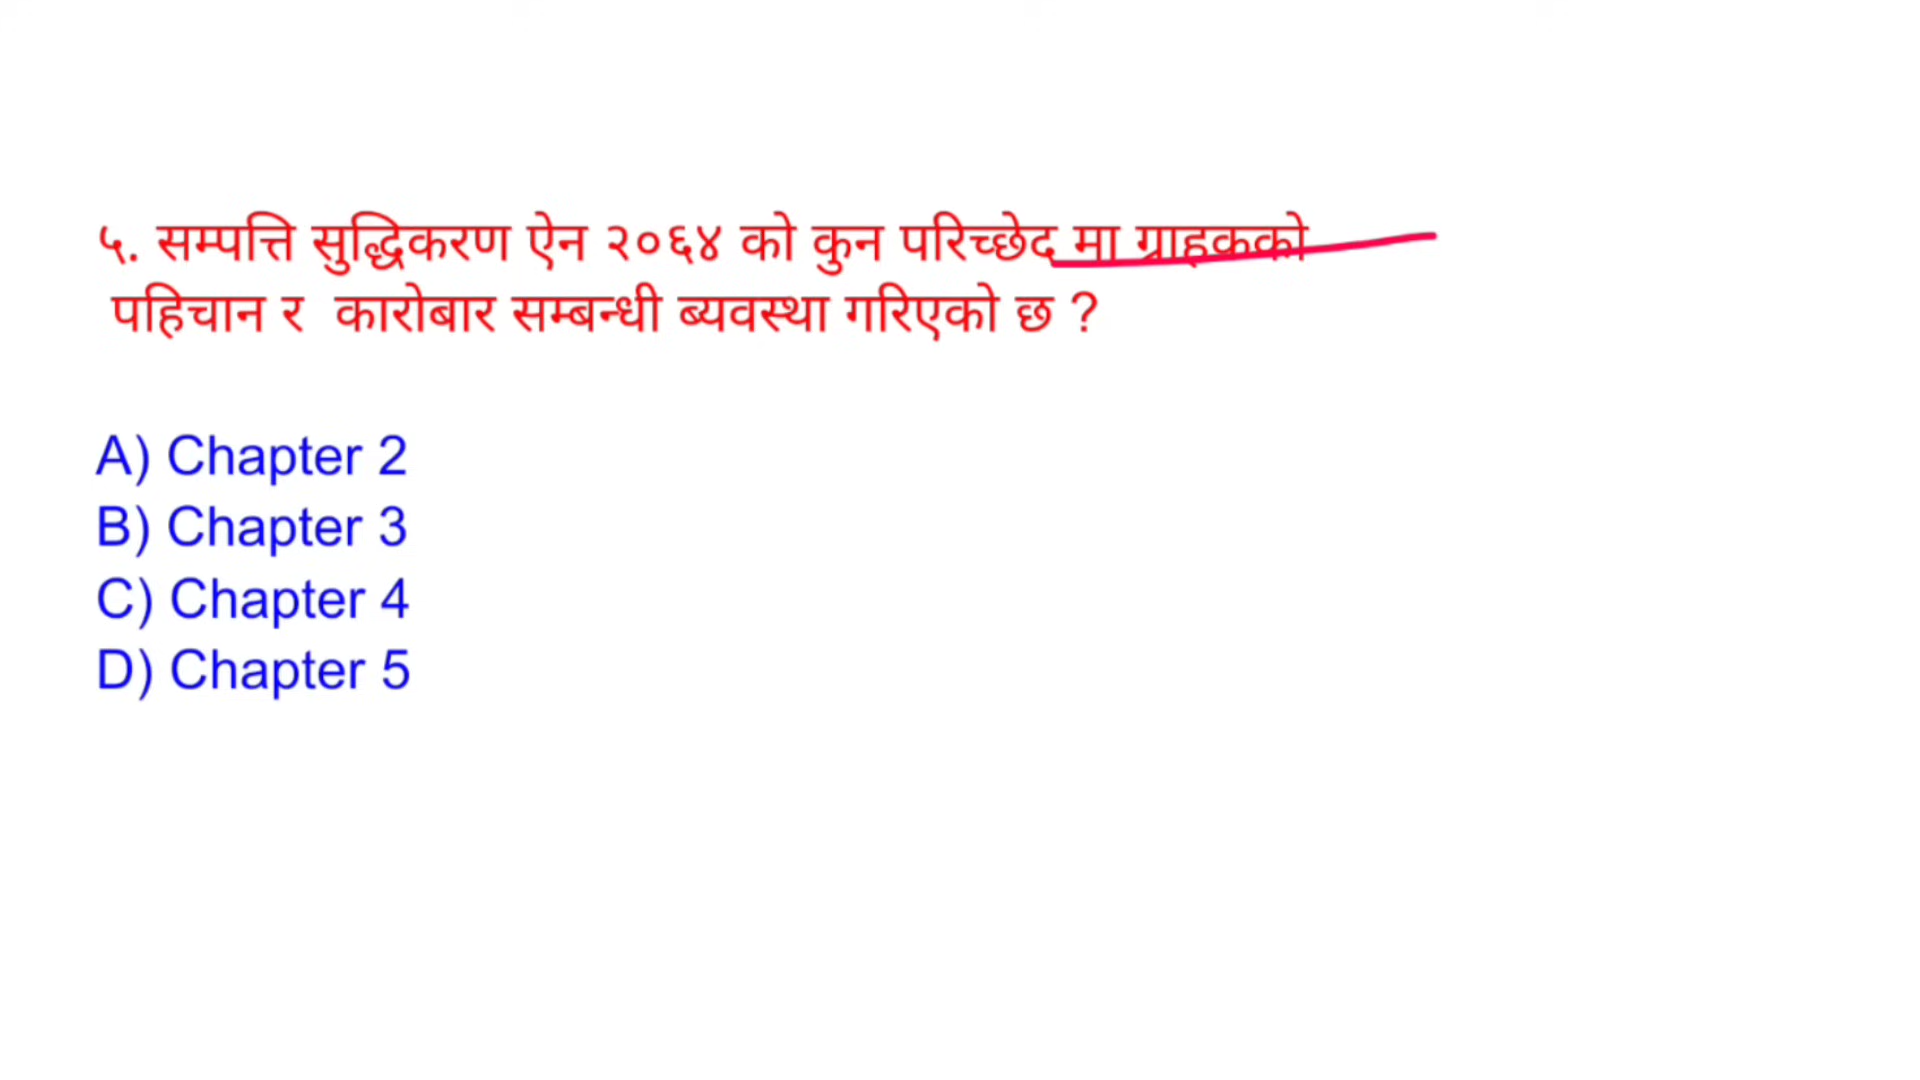 ५. सम्पत्ति सुद्धिकरण ऐन २०६४ को कुन परिच्छेद मा ग्राहकको
पहिचान र कारोबार सम्बन्धी ब्यवस्था गरिएको छ ?
A) Chapter 2
B) Chapter 3
C) Chapter 4
D) Chapter 5